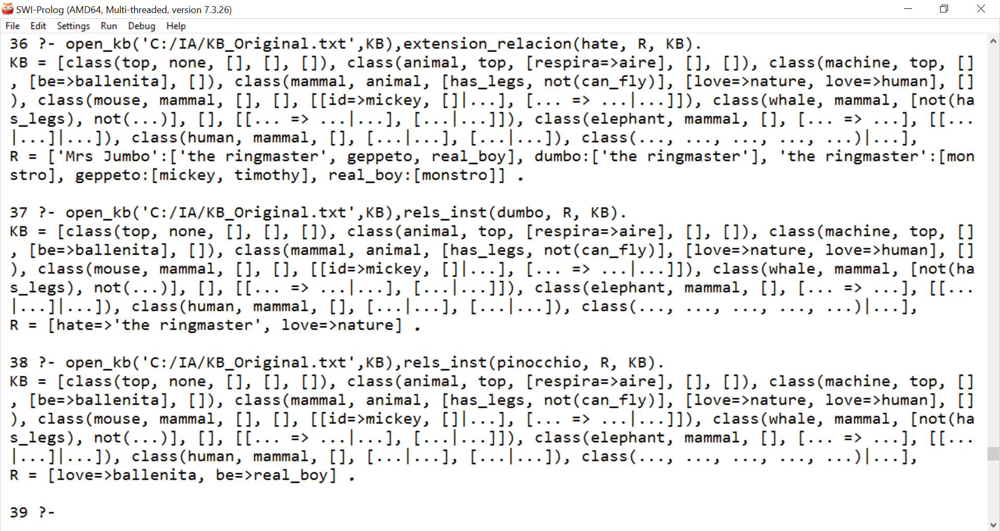 SWI-Prolog (AMD64, Multi-threaded, version 7.3.26)
File Edit Settings Run Debug Help
36 ?- open_kb('C:/IA/KB_Original.txt',KB),extension_relacion(hate, R, KB).
KB = [class(top, none, [], [], []), class(animal, top, [respira=>aire], [], []), class(machine, top, []
, [be=>ballenita], []), class(mammal, animal, [has_legs, not(can_fly)], [love=>nature, love=>human], []
), class(mouse, mammal, [], [], [[id=>mickey, []|...], [... => ...|...]]), class(whale, mammal, [not(ha
s_legs), not(...)], [], [[... => ...|...], [...|...]]), class(elephant, mammal, [], [... => ...], [[...
|...]|...]), class(human, mammal, [], [...|...], [...|...]), class(..., ..., ..., ..., ...)|...],
R = ['Mrs Jumbo':['the ringmaster', geppeto, real_boy], dumbo:['the ringmaster'], 'the ringmaster':[mon
stro], geppeto:[mickey, timothy], real_boy:[monstro]] .
37 ?- open_kb('C:/IA/KB_Original.txt',KB),rels_inst(dumbo, R, KB).
KB = [class(top, none, [], [], []), class(animal, top, [respira=>aire], [], []), class(machine, top, []
, [be=>ballenita], []), class(mammal, animal, [has_legs, not(can_fly)], [love=>nature, love=>human], []
), class(mouse, mammal, [], [], [[id=>mickey, []|...], [... => ...|...]]), class(whale, mammal, [not(ha
s_legs), not(...)], [], [[... => ...|...], [...|...]]), class(elephant, mammal, [], [... => ...], [[...
|...]|...]), class(human, mammal, [], [...|...], [...|...]), class(..., ..., ..., ..., ...)|...],
R = [hate=>'the ringmaster', love=>nature] .
38 ?- open_kb('C:/IA/KB_Original.txt',KB),rels_inst(pinocchio, R, KB).
KB = [class(top, none, [], [], []), class(animal, top, [respira=>aire], [], []), class(machine, top, []
, [be=>ballenita], []), class(mammal, animal, [has_legs, not(can_fly)], [love=>nature, love=>human], []
), class(mouse, mammal, [], [], [[id=>mickey, []|...], [... => ...|...]]), class(whale, mammal, [not(ha
s_legs), not(...)], [], [[... => ...|...], [...|...]]), class(elephant, mammal, [], [... => ...], [[...
|...]|...]), class(human, mammal, [], [...|...], [...|...]), class(..., ..., ..., ..., ...)|...],
R = [love=>ballenita, be=>real_boy] .
39 ?-